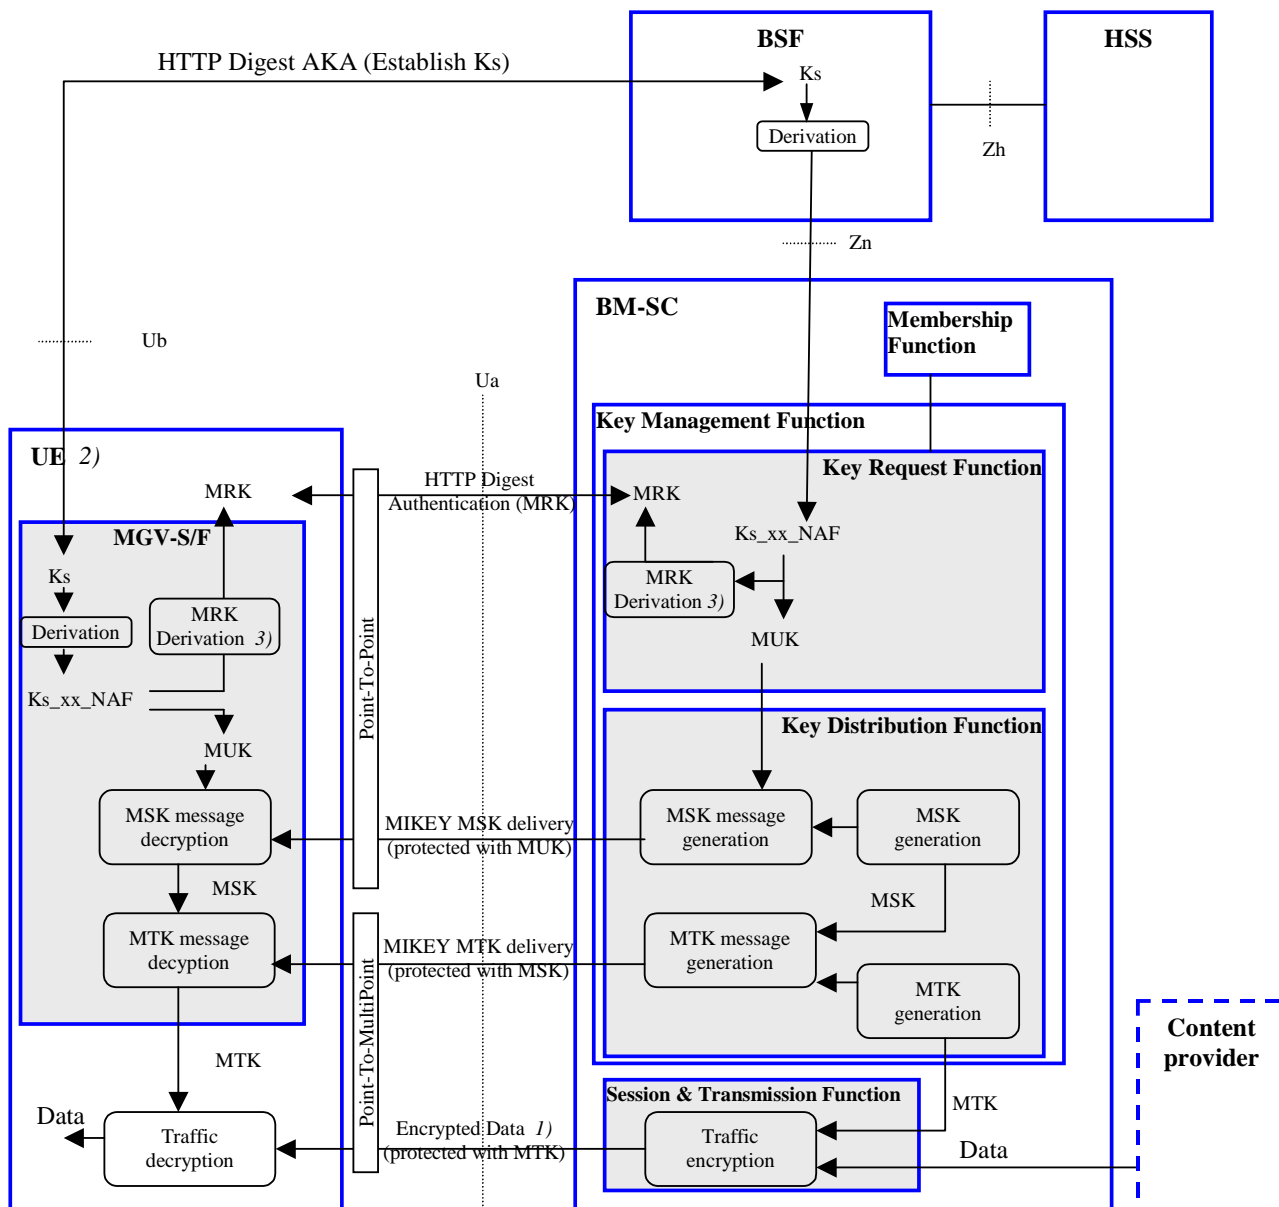 BSF
HSS
HTTP Digest AKA (Establish Ks)
Ks
Derivation
Zh
Zn
BM-SC
Membership
Function
Ub
Ua
Key Management Function
UE 2)
Key Request Function
MRK
HTTP Digest
Authentication (MRK)
MRK
MGV-S/F
Ks_xx_NAF
Ks
MRK
Derivation 3)
MRK
Derivation 3)
Derivation
MUK
Ks_xx_NAF
Point-To-Point
Key Distribution Function
MUK
MSK message
decryption
MIKEY MSK delivery
(protected with MUK)
MSK message
generation
MSK
generation
MSK
MSK
MTK message
decyption
MIKEY MTK delivery
(protected with MSK)
MTK message
generation
MTK
generation
Point-To-MultiPoint
Content
provider
MTK
Session & Transmission Function
MTK
Data
Traffic
decryption
Encrypted Data 1)
(protected with MTK)
Traffic
encryption
Data